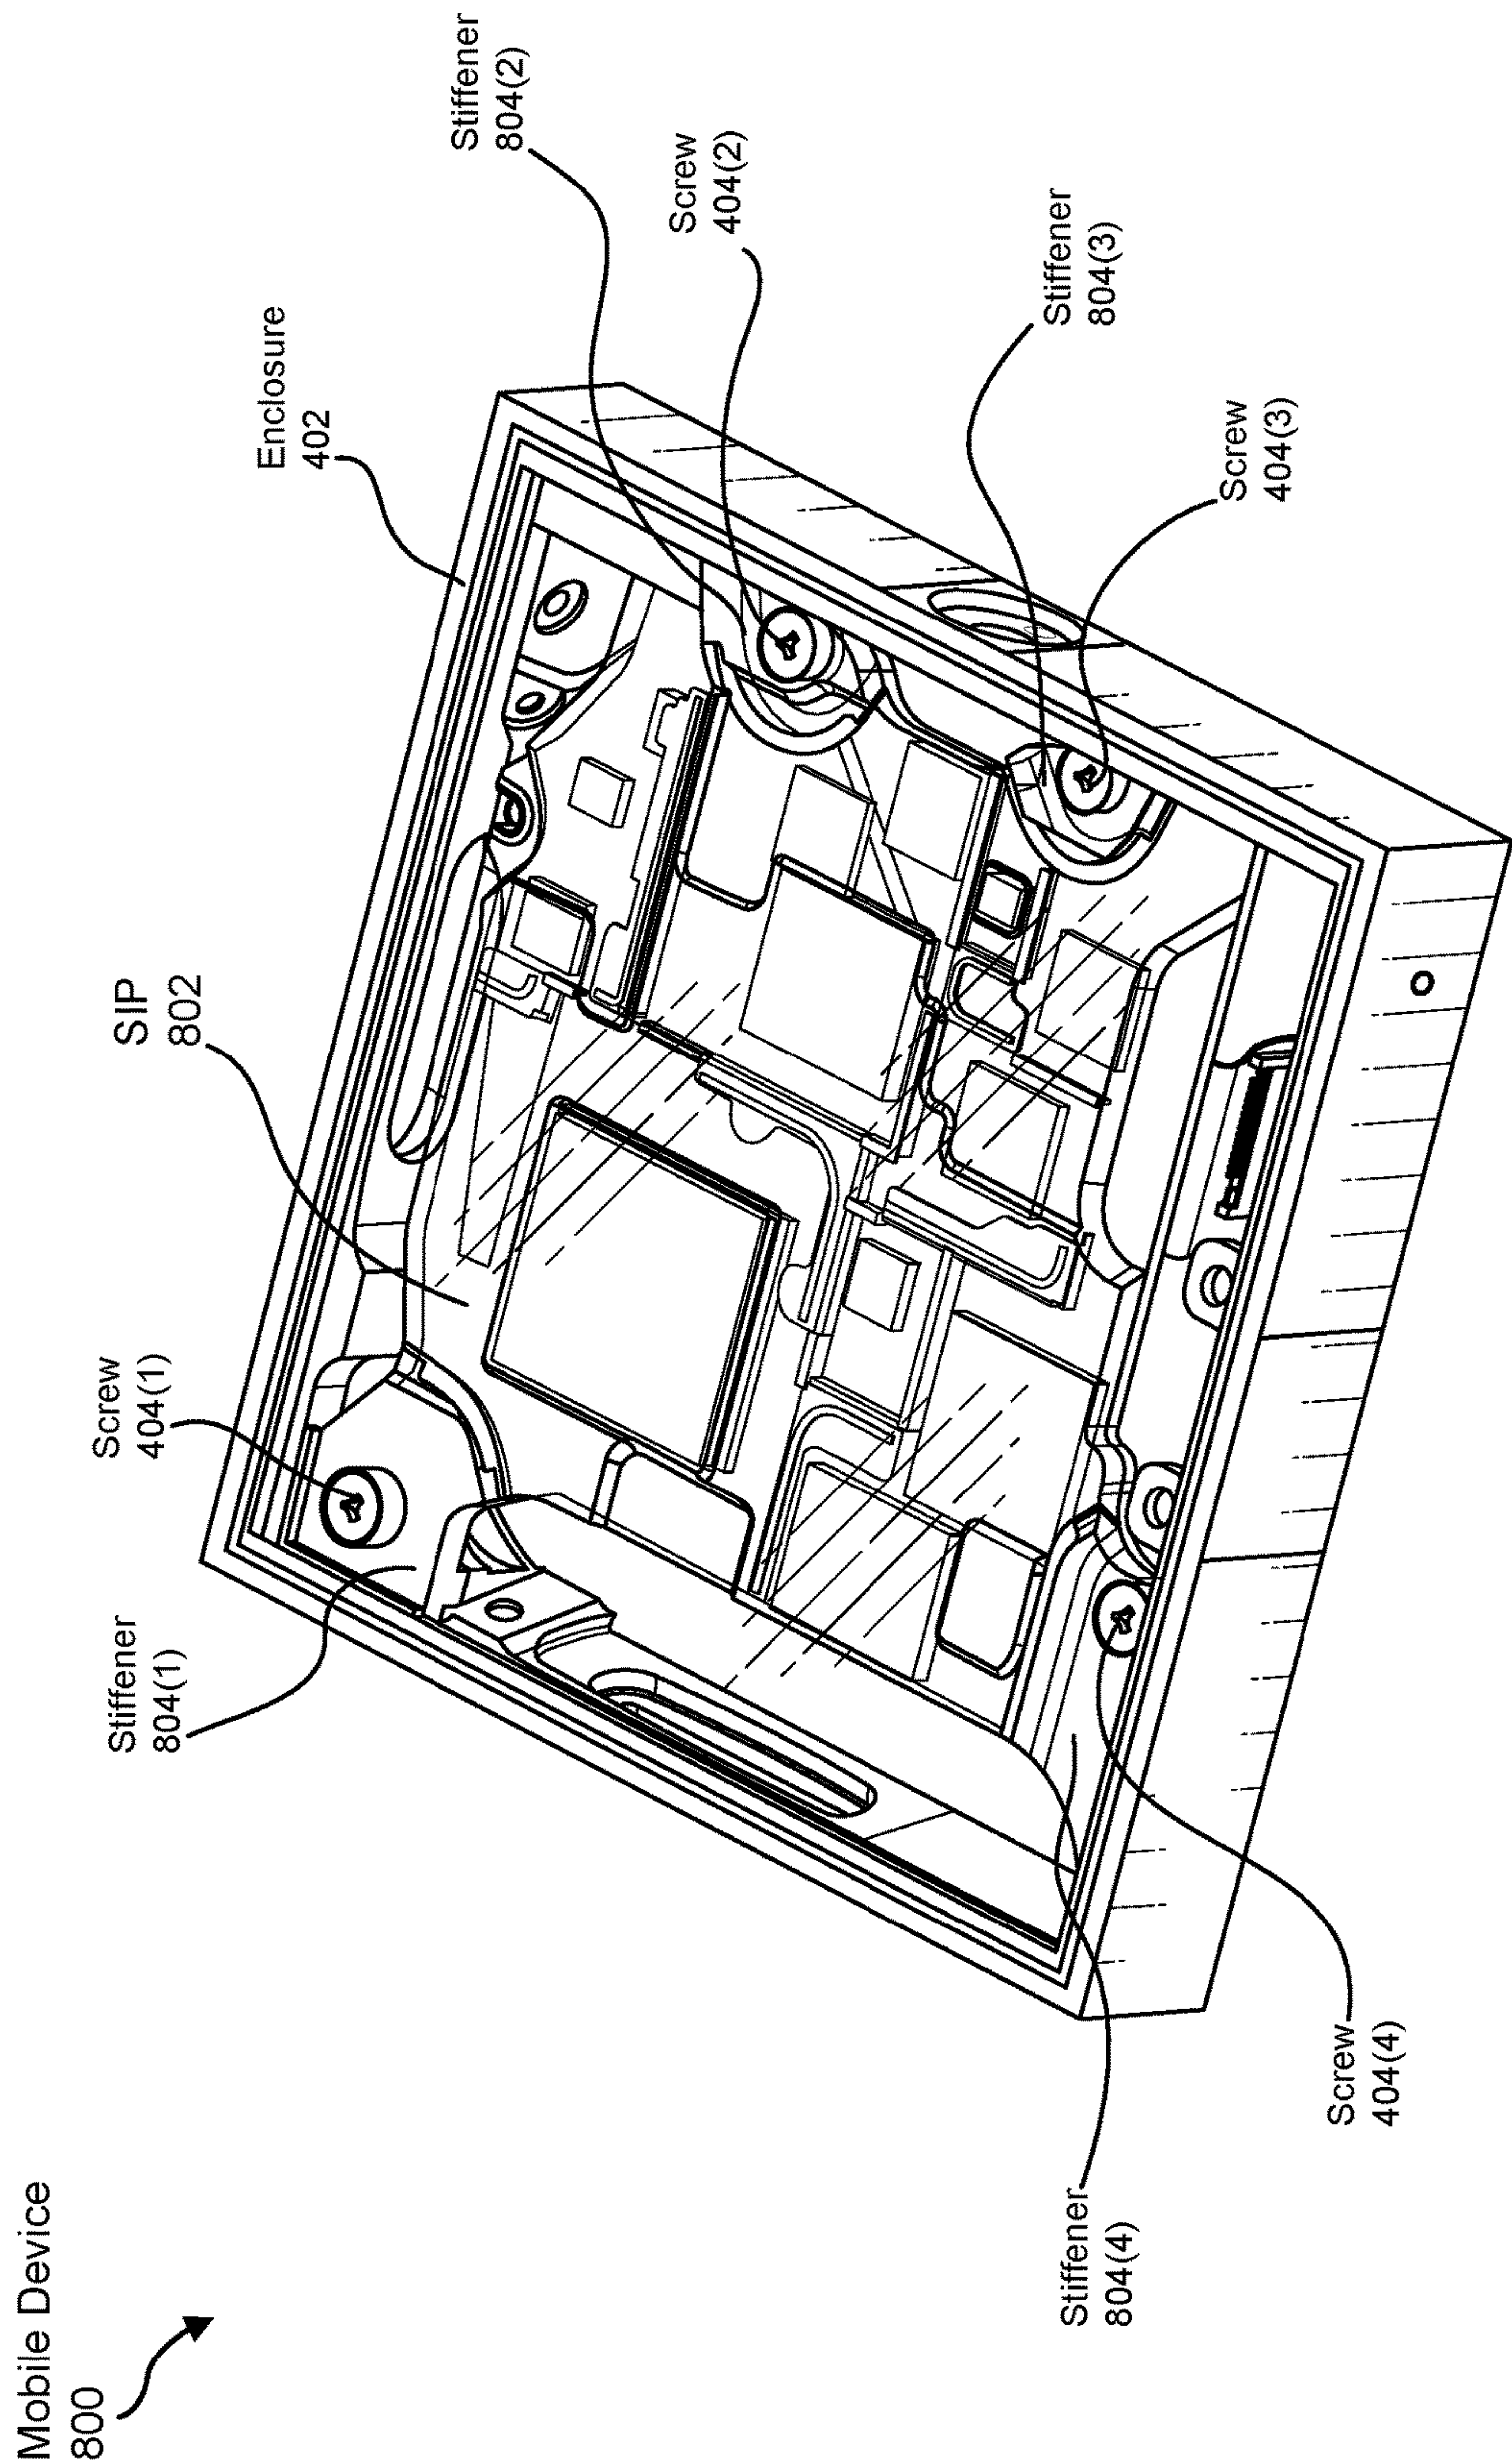 Mobile Device
800
Stiffener
804(1)
Screw
404(1)
SIP
802
Enclosure
402
Stiffener
804(2)
Screw
404(2)
Stiffener
804(3)
Screw
404(3)
Screw
404(4)
Stiffener
804(4)